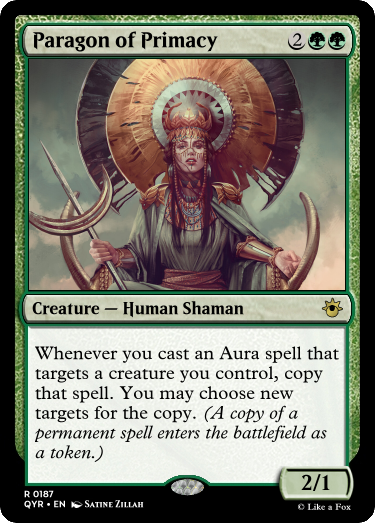 Paragon of Primacy 2
Creature — Human Shaman
Whenever you cast an Aura spell that
targets a creature you control, copy
that spell. You may choose new
targets for the copy. (A copy of a
permanent spell enters the battlefield as
a token.)
2/1
R 0187
QYR • EN Satine Zillah
© Like a Fox